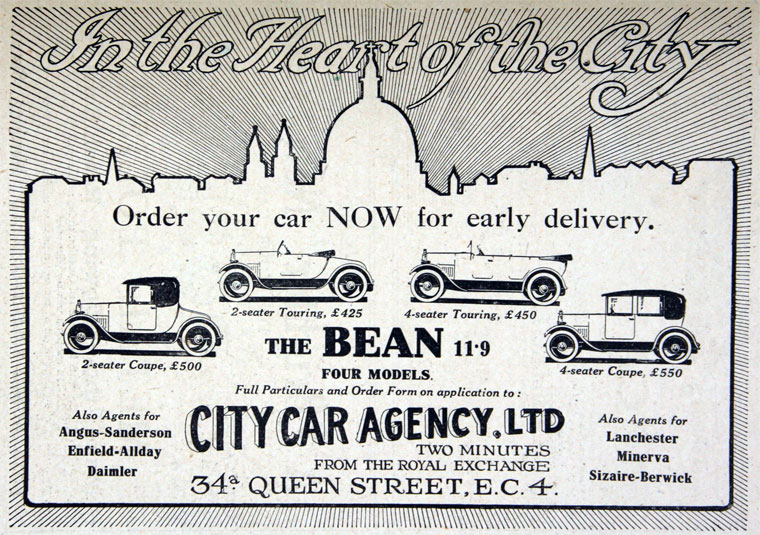 In the Heart of the City
Order your car NOW for early delivery.
2-seater Touring, £425
4-seater Touring, £450
2-seater Coupe, £500
4-seater Coupe, £550
THE BEAN 11·9
FOUR MODELS.
Full Particulars and Order Form on application to:
Also Agents for
Angus-Sanderson
Enfield-Allday
Daimler
CITY CAR AGENCY, LTD
TWO MINUTES
FROM THE ROYAL EXCHANGE
34ª QUEEN STREET, E.C. 4.
Also Agents for
Lanchester
Minerva
Sizaire-Berwick